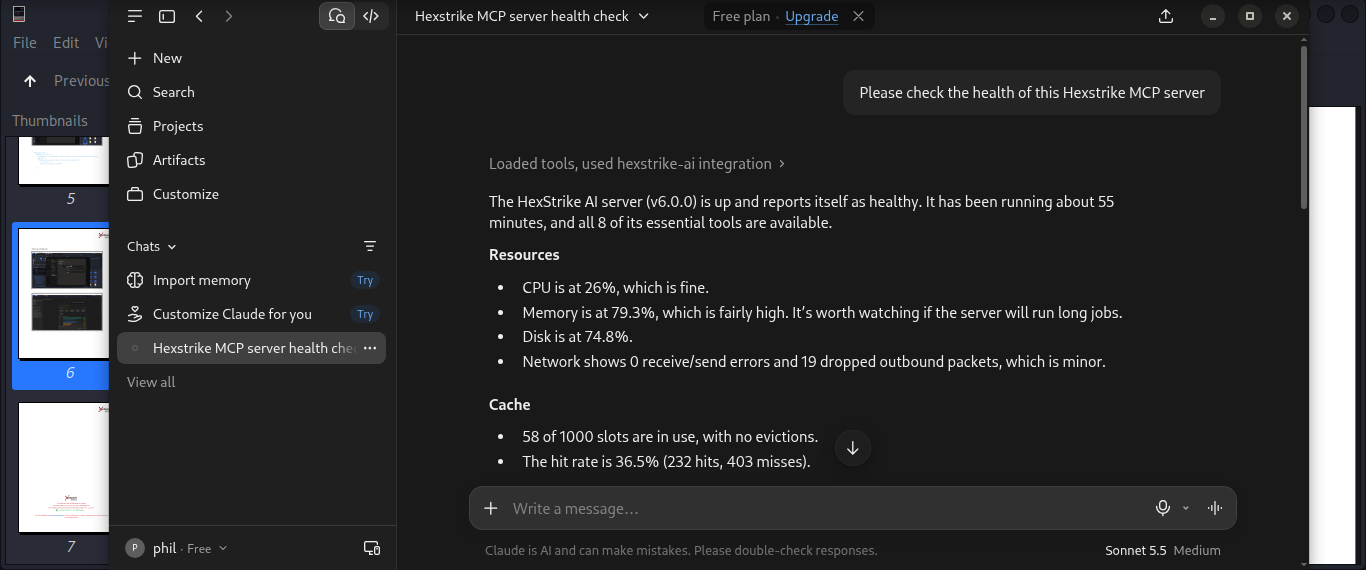 File Edit Vi
Previous
Thumbnails
5
6
7
New
Search
Projects
Artifacts
Customize
Chats
Import memory Try
Customize Claude for you Try
Hexstrike MCP server health che
View all
P phil · Free
Hexstrike MCP server health check
Free plan · Upgrade
Please check the health of this Hexstrike MCP server
Loaded tools, used hexstrike-ai integration
The HexStrike AI server (v6.0.0) is up and reports itself as healthy. It has been running about 55
minutes, and all 8 of its essential tools are available.
Resources
• CPU is at 26%, which is fine.
• Memory is at 79.3%, which is fairly high. It’s worth watching if the server will run long jobs.
• Disk is at 74.8%.
• Network shows 0 receive/send errors and 19 dropped outbound packets, which is minor.
Cache
• 58 of 1000 slots are in use, with no evictions.
• The hit rate is 36.5% (232 hits, 403 misses).
Write a message…
Claude is AI and can make mistakes. Please double-check responses.
Sonnet 5.5 Medium